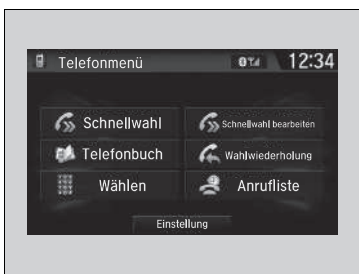 Telefonmenü 12:34
Schnellwahl Schnellwahl bearbeiten
Telefonbuch Wahlwiederholung
Wählen Anrufliste
Einstellung